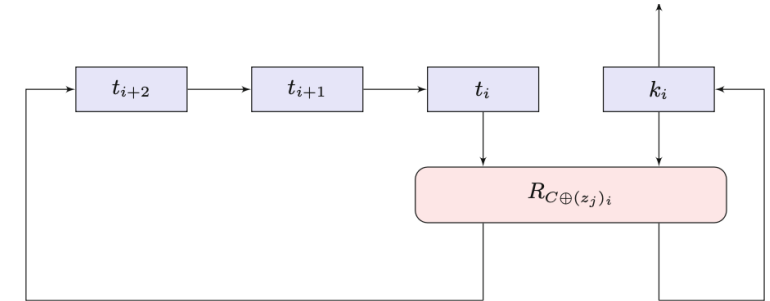 t_{i+2} t_{i+1} t_i k_i
R_{C⊕(z_j)_i}